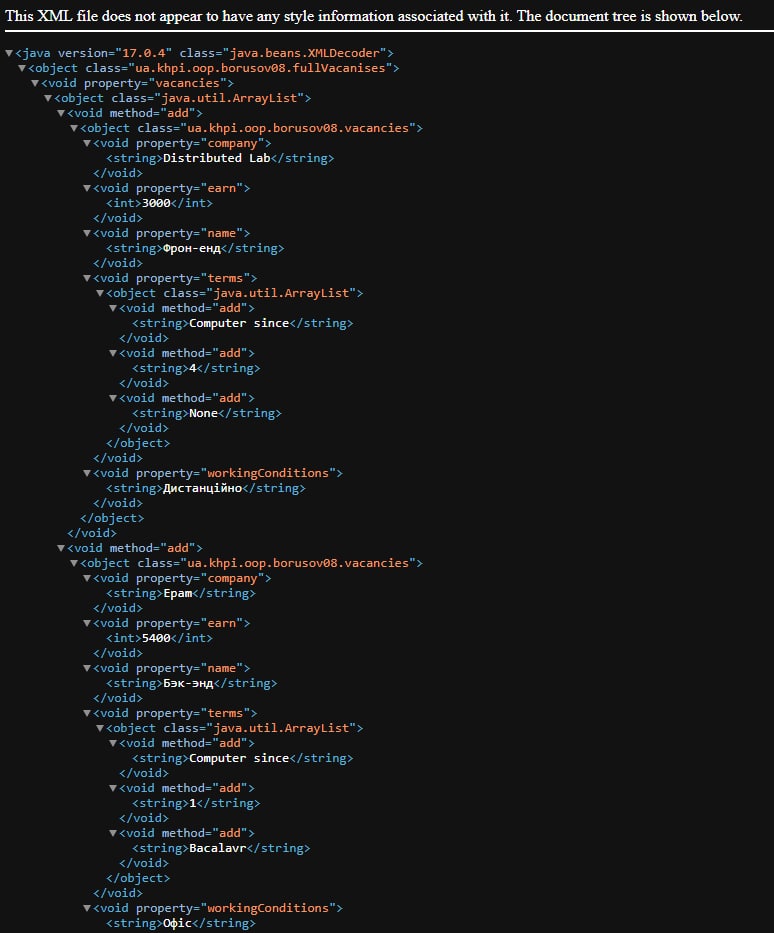 This XML file does not appear to have any style information associated with it. The document tree is shown below.
▼<java version="17.0.4" class="java.beans.XMLDecoder">
▼<object class="ua.khpi.oop.borusov08.fullVacanises">
▼<void property="vacancies">
▼<object class="java.util.ArrayList">
▼<void method="add">
▼<object class="ua.khpi.oop.borusov08.vacancies">
▼<void property="company">
<string>Distributed Lab</string>
</void>
▼<void property="earn">
<int>3000</int>
</void>
▼<void property="name">
<string>Фрон-енд</string>
</void>
▼<void property="terms">
▼<object class="java.util.ArrayList">
▼<void method="add">
<string>Computer since</string>
</void>
▼<void method="add">
<string>4</string>
</void>
▼<void method="add">
<string>None</string>
</void>
</object>
</void>
▼<void property="workingConditions">
<string>Дистанційно</string>
</void>
</object>
</void>
▼<void method="add">
▼<object class="ua.khpi.oop.borusov08.vacancies">
▼<void property="company">
<string>Epam</string>
</void>
▼<void property="earn">
<int>5400</int>
</void>
▼<void property="name">
<string>Бэк-энд</string>
</void>
▼<void property="terms">
▼<object class="java.util.ArrayList">
▼<void method="add">
<string>Computer since</string>
</void>
▼<void method="add">
<string>1</string>
</void>
▼<void method="add">
<string>Bacalavr</string>
</void>
</object>
</void>
▼<void property="workingConditions">
<string>Офіс</string>